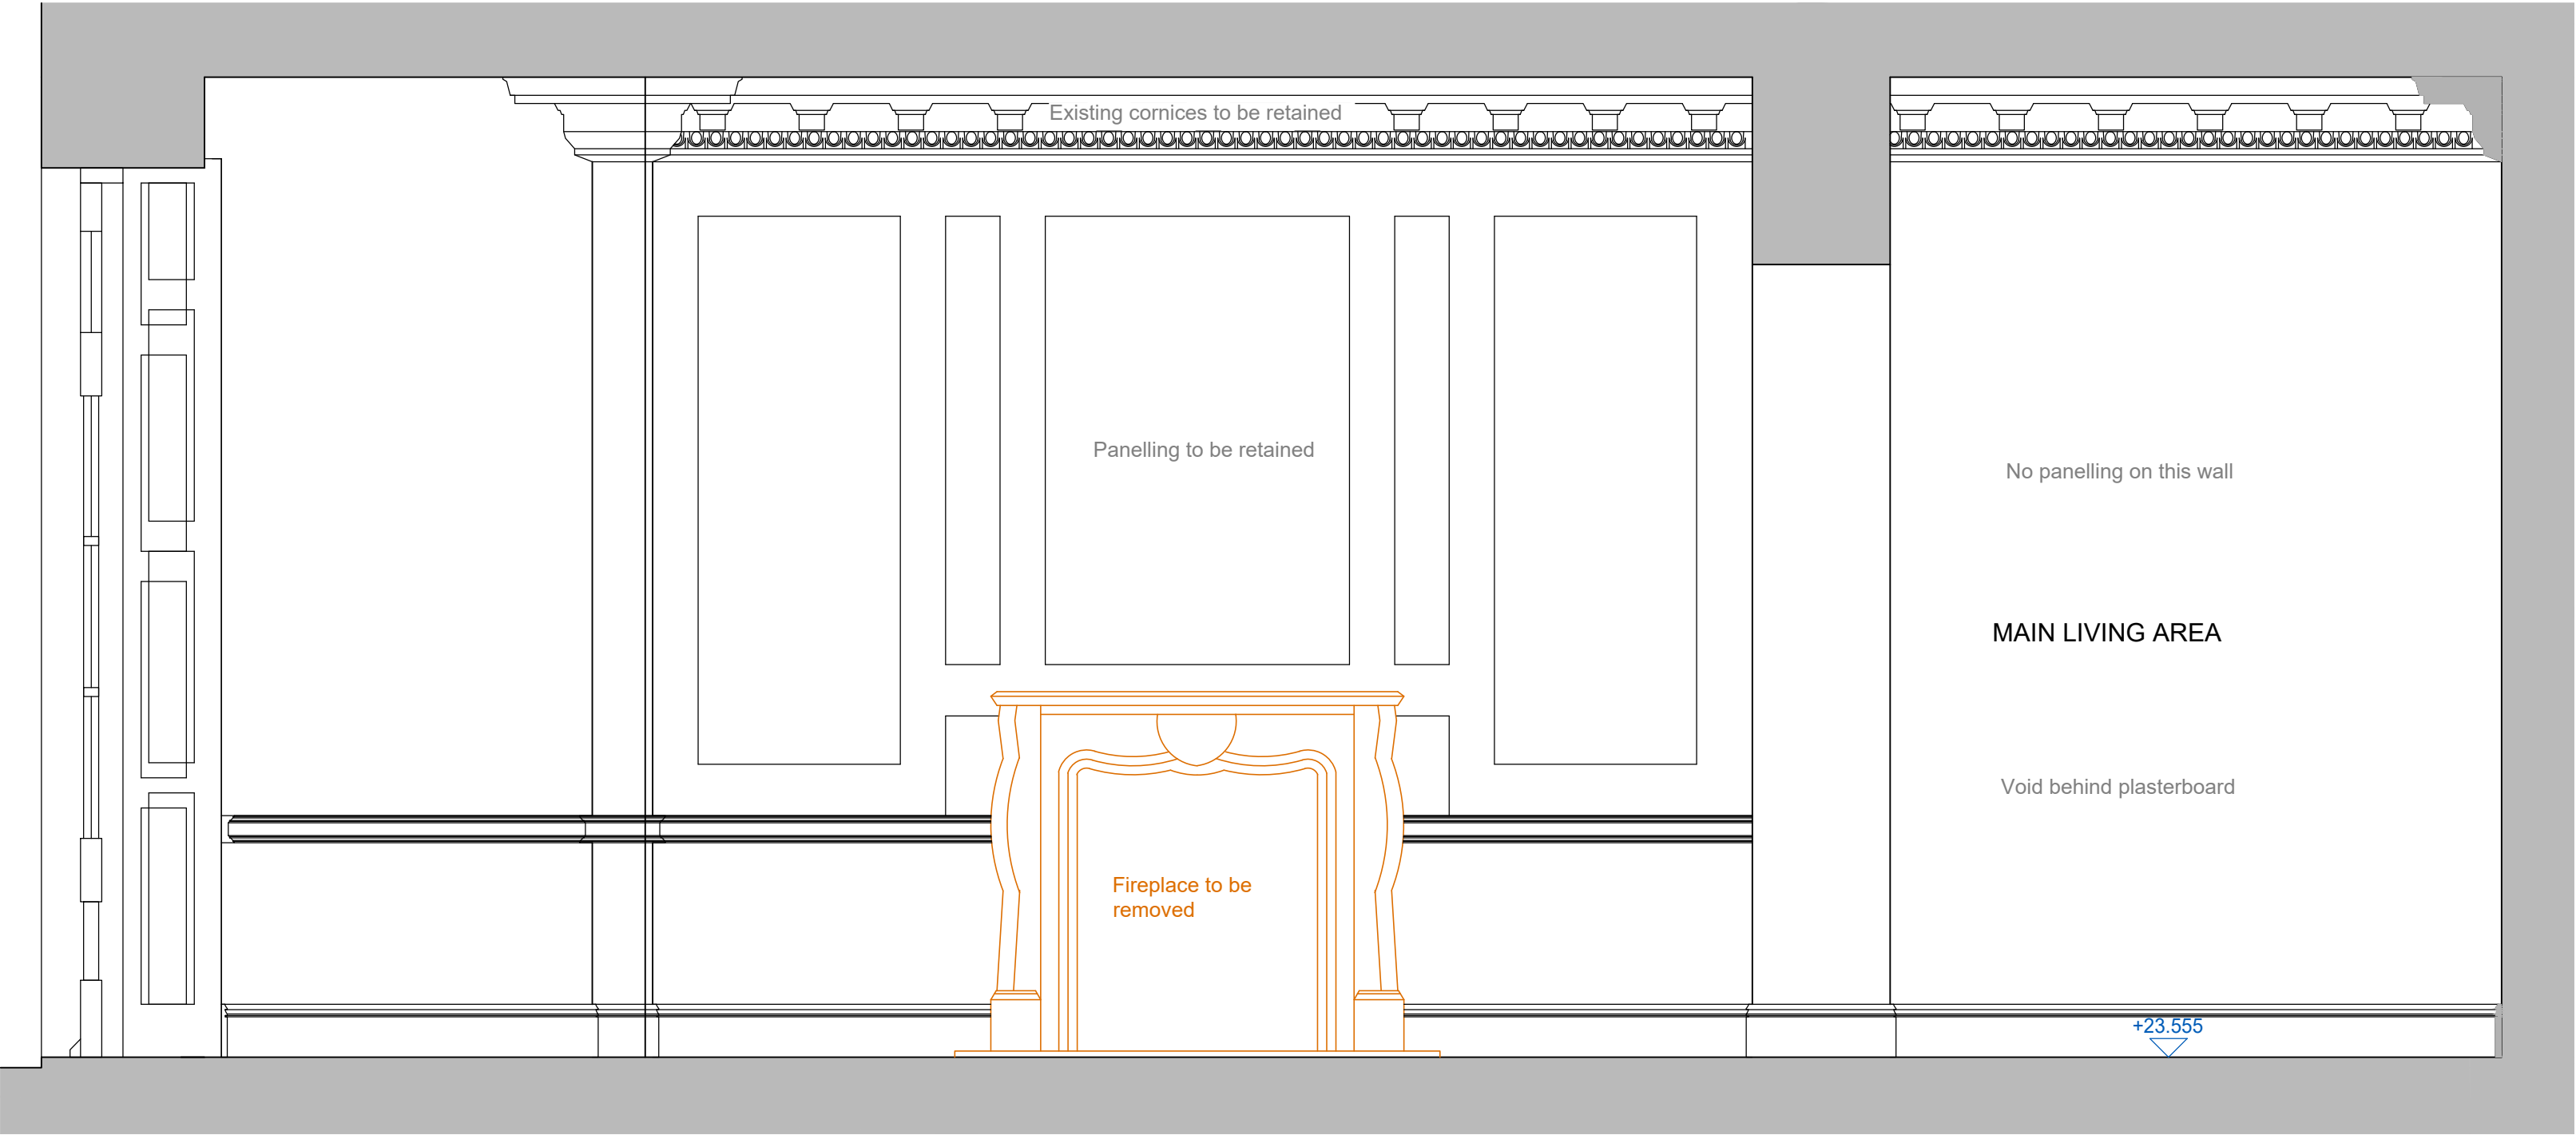 Existing cornices to be retained
Panelling to be retained
No panelling on this wall
MAIN LIVING AREA
Void behind plasterboard
Fireplace to be
removed
+23.555